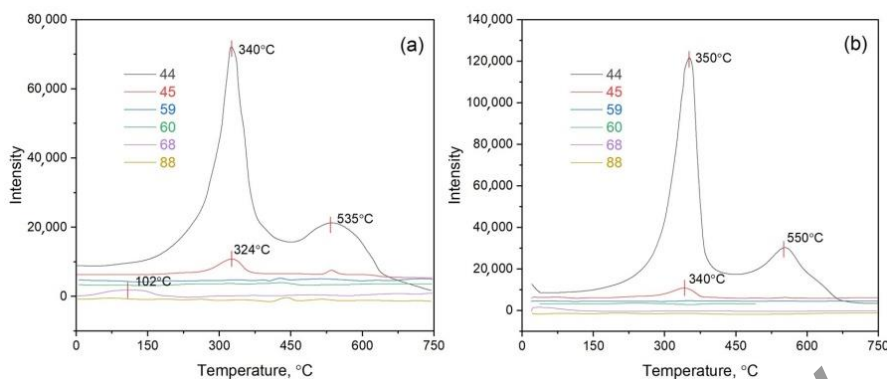 80,000
(a)
340°C
60,000
44
45
59
60
68
88
40,000
Intensity
20,000
535°C
324°C
102°C
0
0 150 300 450 600 750
Temperature, °C
140,000
(b)
120,000
350°C
100,000
44
45
59
60
68
88
80,000
60,000
Intensity
40,000
550°C
20,000
340°C
0
0 150 300 450 600 750
Temperature, °C